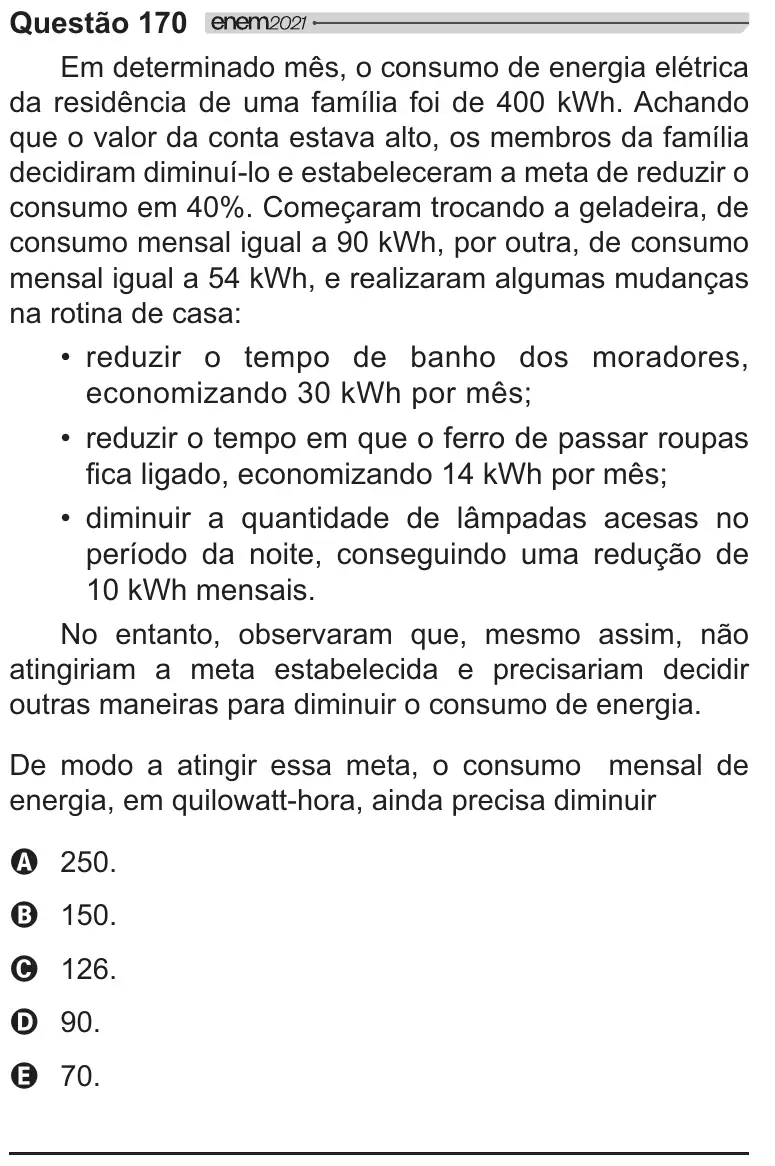 Questão 170 enem2021
Em determinado mês, o consumo de energia elétrica
da residência de uma família foi de 400 kWh. Achando
que o valor da conta estava alto, os membros da família
decidiram diminuí-lo e estabeleceram a meta de reduzir o
consumo em 40%. Começaram trocando a geladeira, de
consumo mensal igual a 90 kWh, por outra, de consumo
mensal igual a 54 kWh, e realizaram algumas mudanças
na rotina de casa:
• reduzir o tempo de banho dos moradores,
economizando 30 kWh por mês;
• reduzir o tempo em que o ferro de passar roupas
fica ligado, economizando 14 kWh por mês;
• diminuir a quantidade de lâmpadas acesas no
período da noite, conseguindo uma redução de
10 kWh mensais.
No entanto, observaram que, mesmo assim, não
atingiriam a meta estabelecida e precisariam decidir
outras maneiras para diminuir o consumo de energia.
De modo a atingir essa meta, o consumo mensal de
energia, em quilowatt-hora, ainda precisa diminuir
A 250.
B 150.
C 126.
D 90.
E 70.